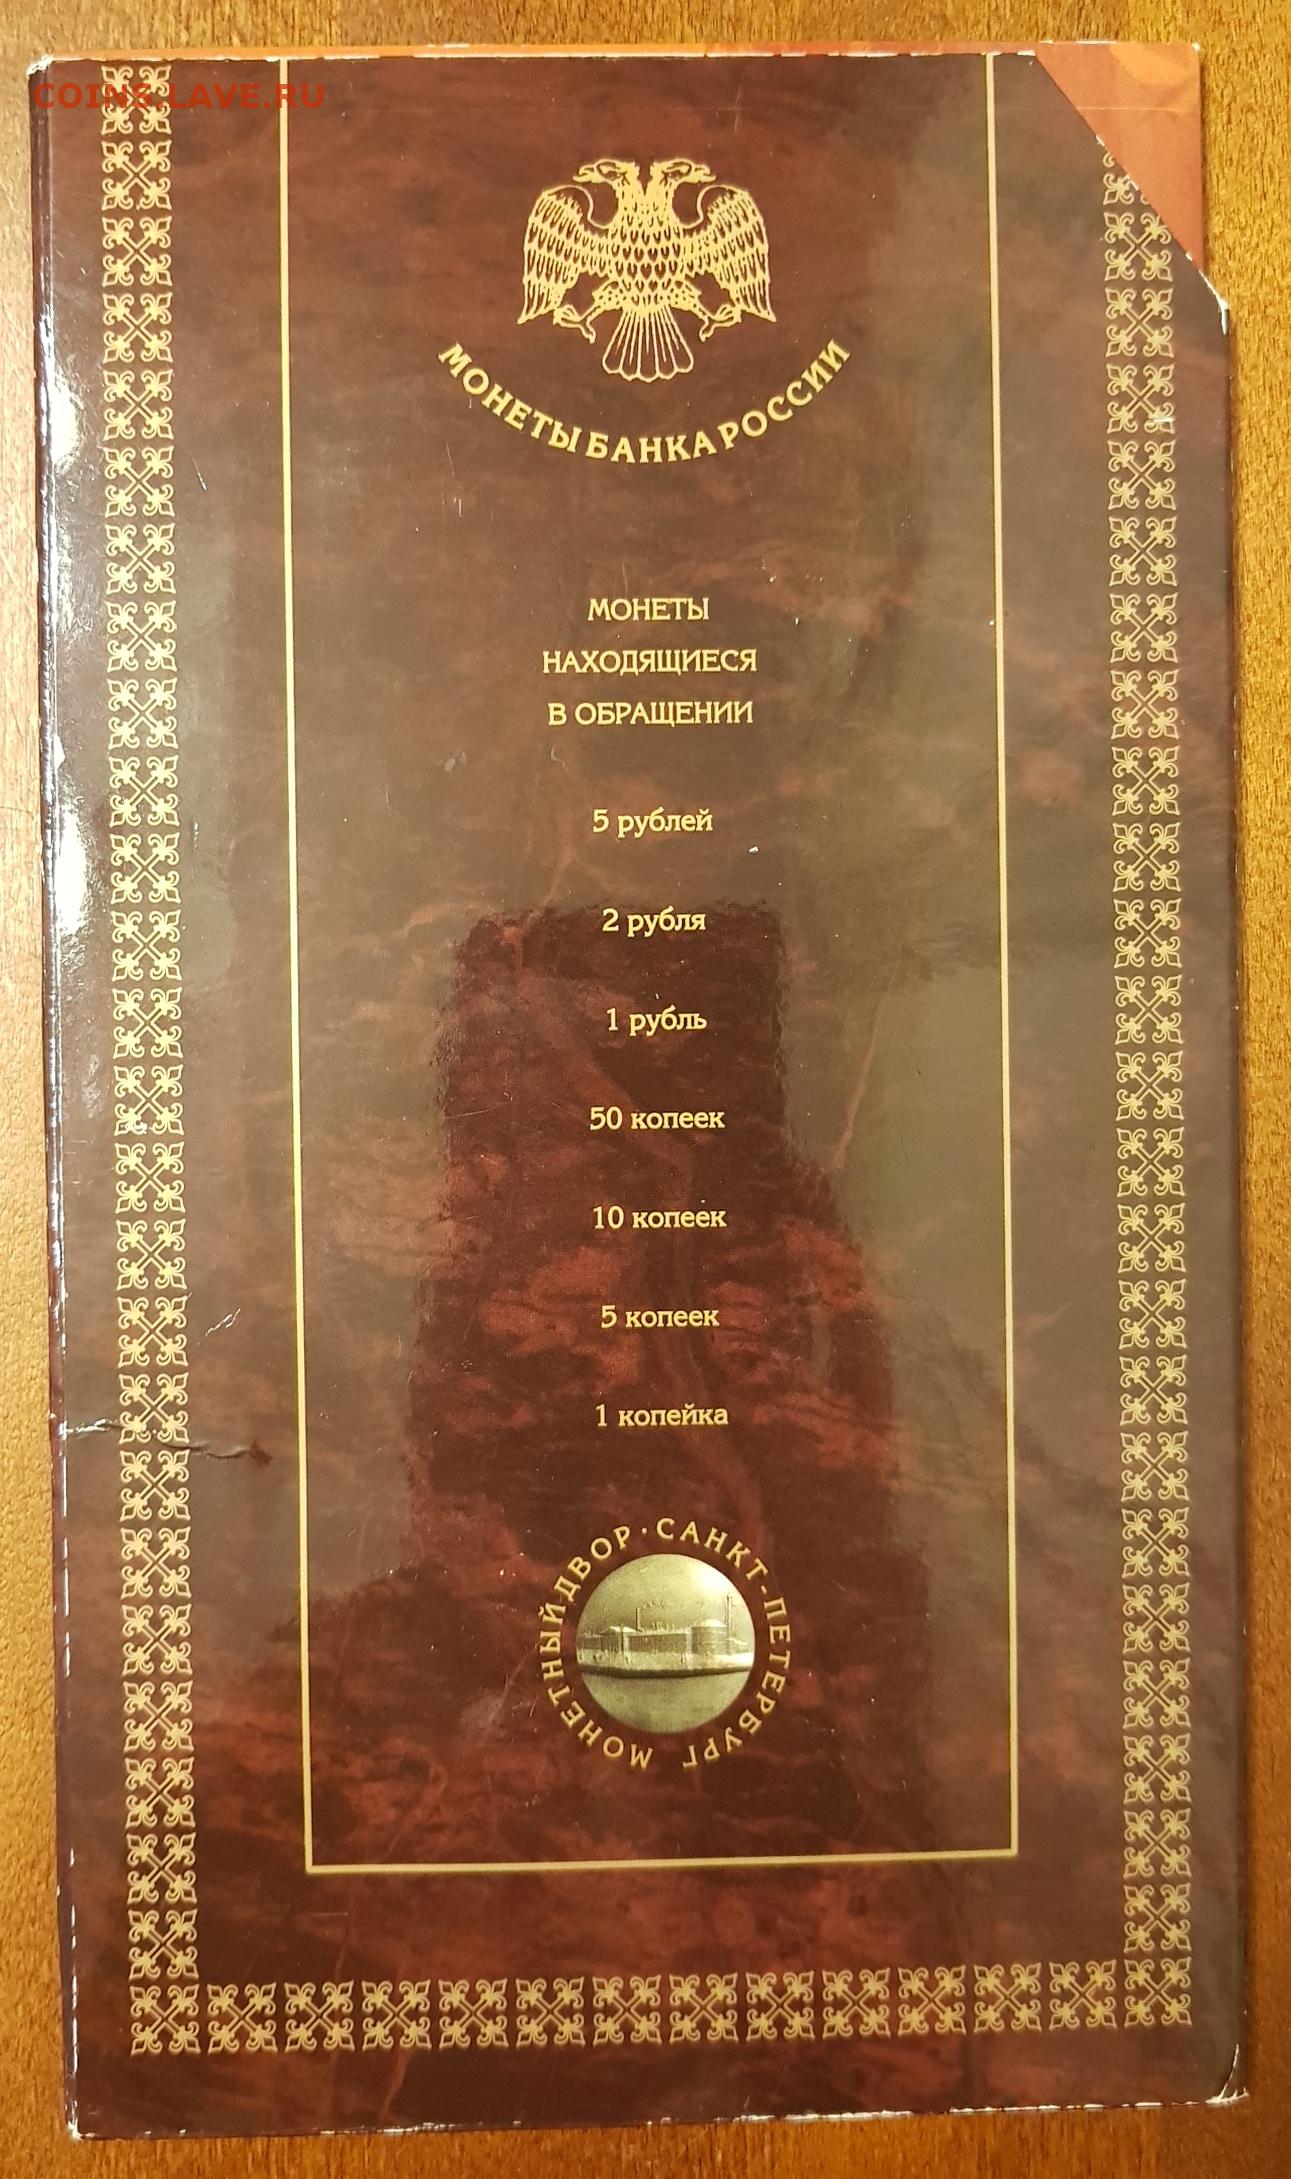 COINS.LAVE.RU
МОНЕТЫ БАНКА РОССИИ
МОНЕТЫ
НАХОДЯЩИЕСЯ
В ОБРАЩЕНИИ
5 рублей
2 рубля
1 рубль
50 копеек
10 копеек
5 копеек
1 копейка
МОНЕТНЫЙ ДВОР · САНКТ-ПЕТЕРБУРГ